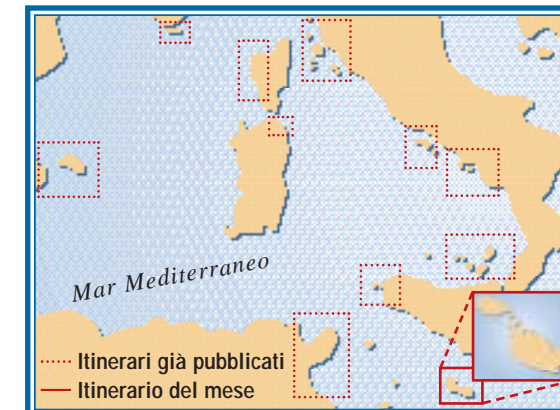 Mar Mediterraneo
Itinerari già pubblicati
Itinerario del mese